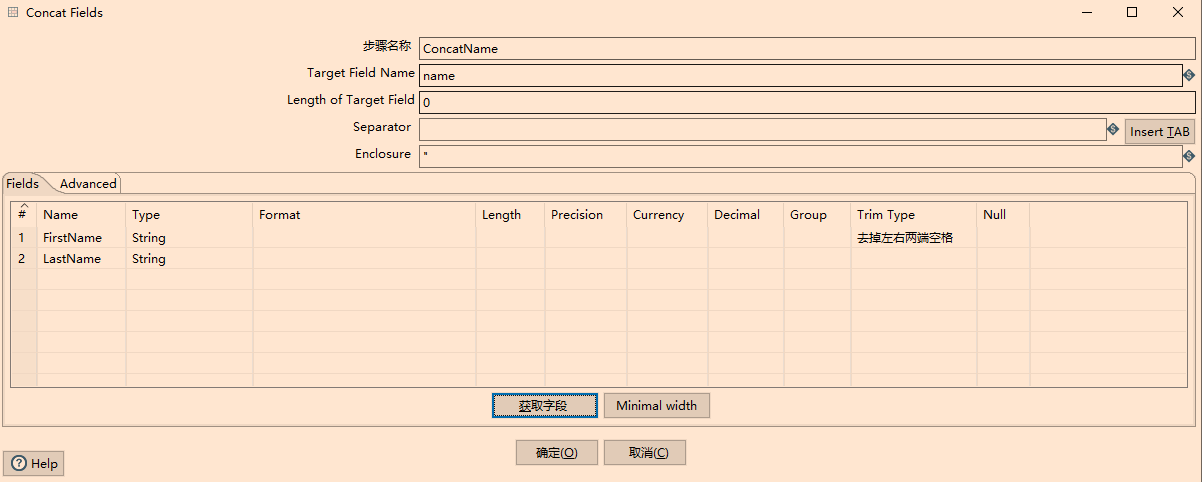 Concat Fields
步骤名称 ConcatName
Target Field Name name
Length of Target Field 0
Separator Insert TAB
Enclosure "
Fields Advanced
# Name Type Format Length Precision Currency Decimal Group Trim Type Null
1 FirstName String 去掉左右两端空格
2 LastName String
获取字段 Minimal width
确定(O) 取消(C)
Help